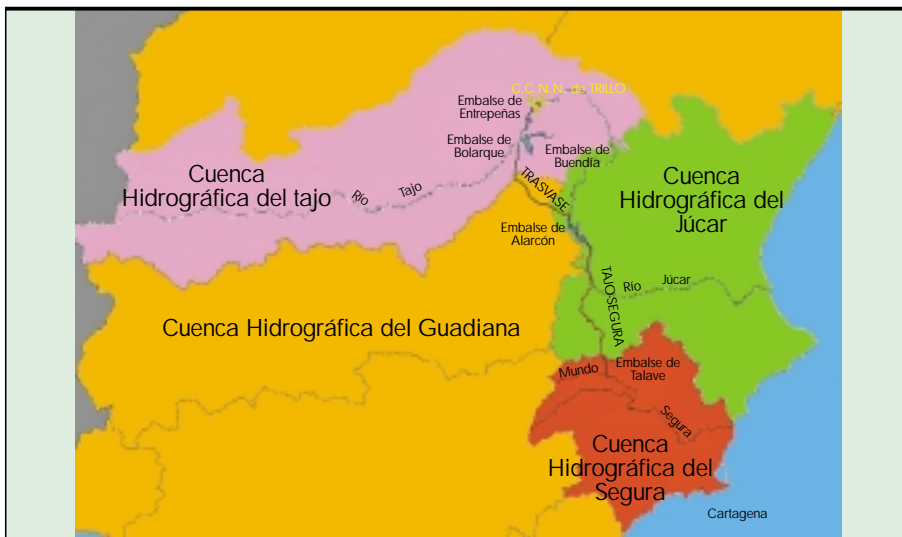 C.C.N.N. de TRILLO
Embalse de
Entrepeñas
Embalse de
Bolarque
Embalse de
Buendía
Cuenca
Hidrográfica del tajo
Río
Tajo
TRASVASE
Cuenca
Hidrográfica del
Júcar
Embalse de
Alarcón
TAJO-SEGURA
Río
Júcar
Cuenca Hidrográfica del Guadiana
Mundo
Embalse de
Talave
Segura
Cuenca
Hidrográfica del
Segura
Cartagena